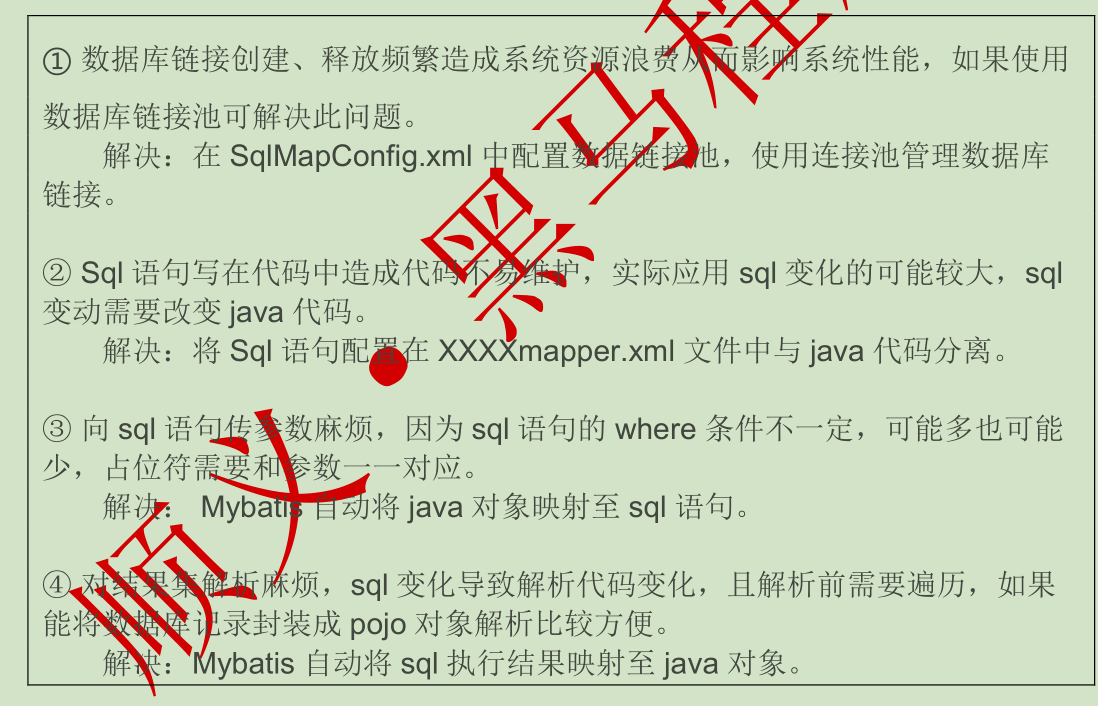 ① 数据库链接创建、释放频繁造成系统资源浪费从而影响系统性能，如果使用
数据库链接池可解决此问题。
解决：在 SqlMapConfig.xml 中配置数据链接池，使用连接池管理数据库
链接。
② Sql 语句写在代码中造成代码不易维护，实际应用 sql 变化的可能较大，sql
变动需要改变 java 代码。
解决：将 Sql 语句配置在 XXXXmapper.xml 文件中与 java 代码分离。
③ 向 sql 语句传参数麻烦，因为 sql 语句的 where 条件不一定，可能多也可能
少，占位符需要和参数一一对应。
解决： Mybatis 自动将 java 对象映射至 sql 语句。
④ 对结果集解析麻烦，sql 变化导致解析代码变化，且解析前需要遍历，如果
能将数据库记录封装成 pojo 对象解析比较方便。
解决：Mybatis 自动将 sql 执行结果映射至 java 对象。
顺义·黑马程